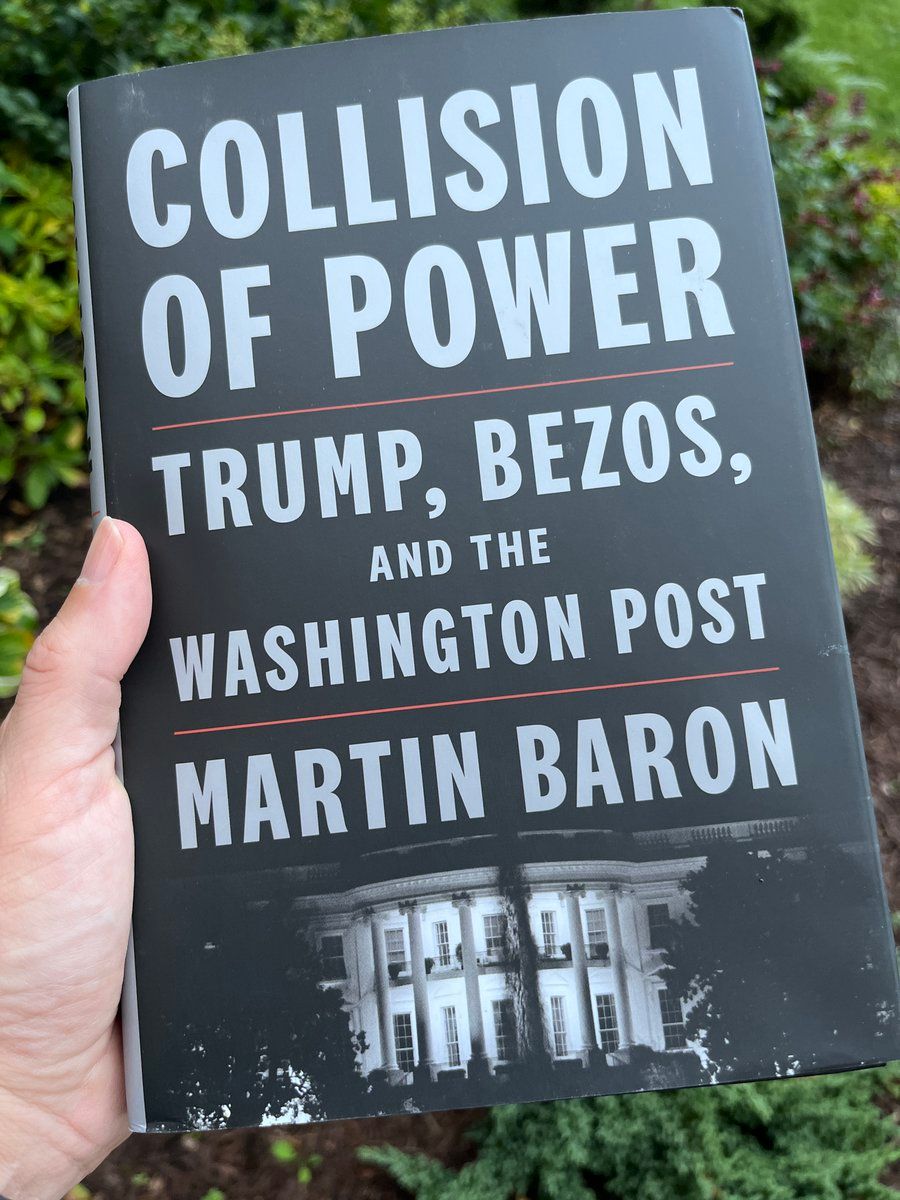 COLLISION
OF POWER
TRUMP, BEZOS,
AND THE
WASHINGTON POST
MARTIN BARON